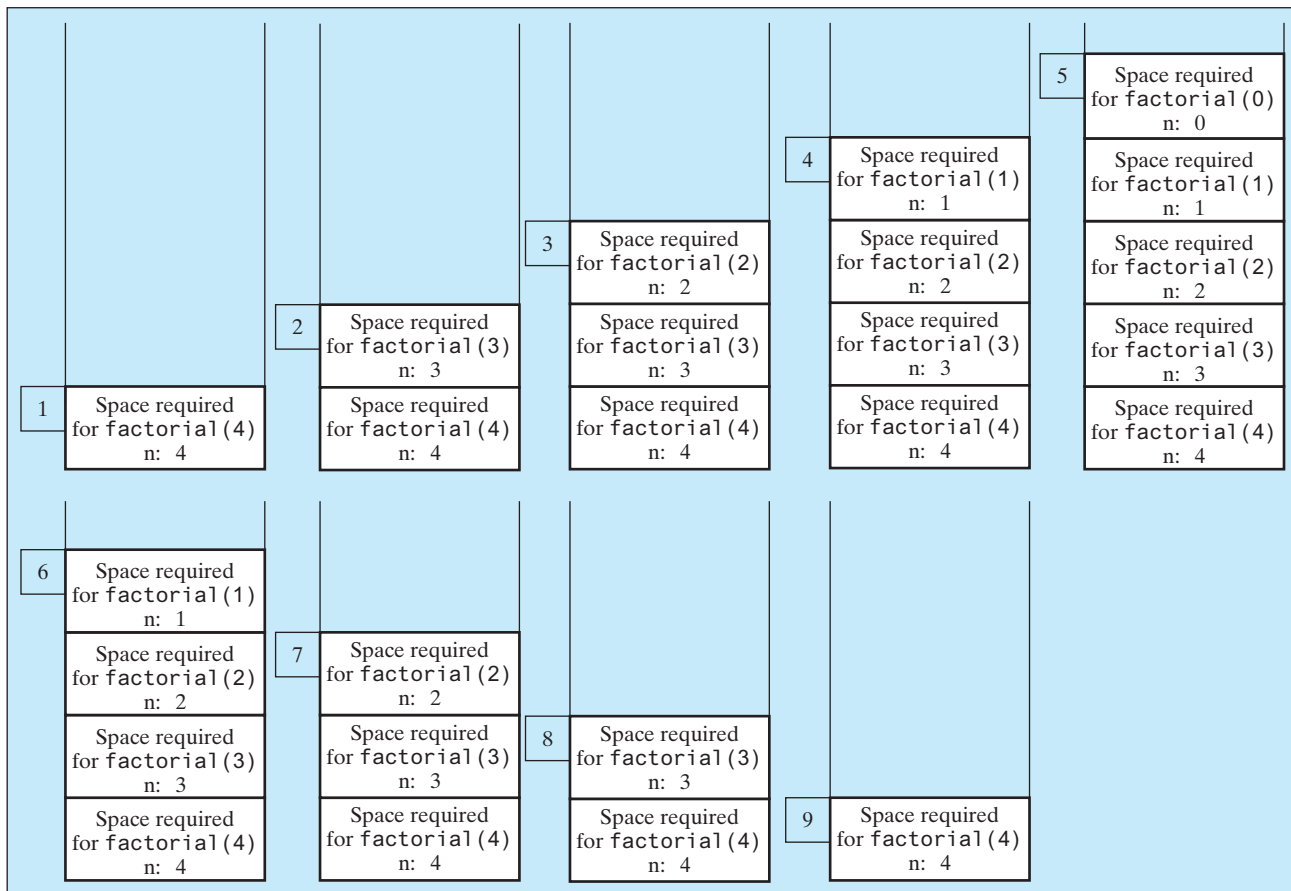 1
Space required
for factorial(4)
n: 4
2
Space required
for factorial(3)
n: 3
Space required
for factorial(4)
n: 4
3
Space required
for factorial(2)
n: 2
Space required
for factorial(3)
n: 3
Space required
for factorial(4)
n: 4
4
Space required
for factorial(1)
n: 1
Space required
for factorial(2)
n: 2
Space required
for factorial(3)
n: 3
Space required
for factorial(4)
n: 4
5
Space required
for factorial(0)
n: 0
Space required
for factorial(1)
n: 1
Space required
for factorial(2)
n: 2
Space required
for factorial(3)
n: 3
Space required
for factorial(4)
n: 4
6
Space required
for factorial(1)
n: 1
Space required
for factorial(2)
n: 2
Space required
for factorial(3)
n: 3
Space required
for factorial(4)
n: 4
7
Space required
for factorial(2)
n: 2
Space required
for factorial(3)
n: 3
Space required
for factorial(4)
n: 4
8
Space required
for factorial(3)
n: 3
Space required
for factorial(4)
n: 4
9
Space required
for factorial(4)
n: 4